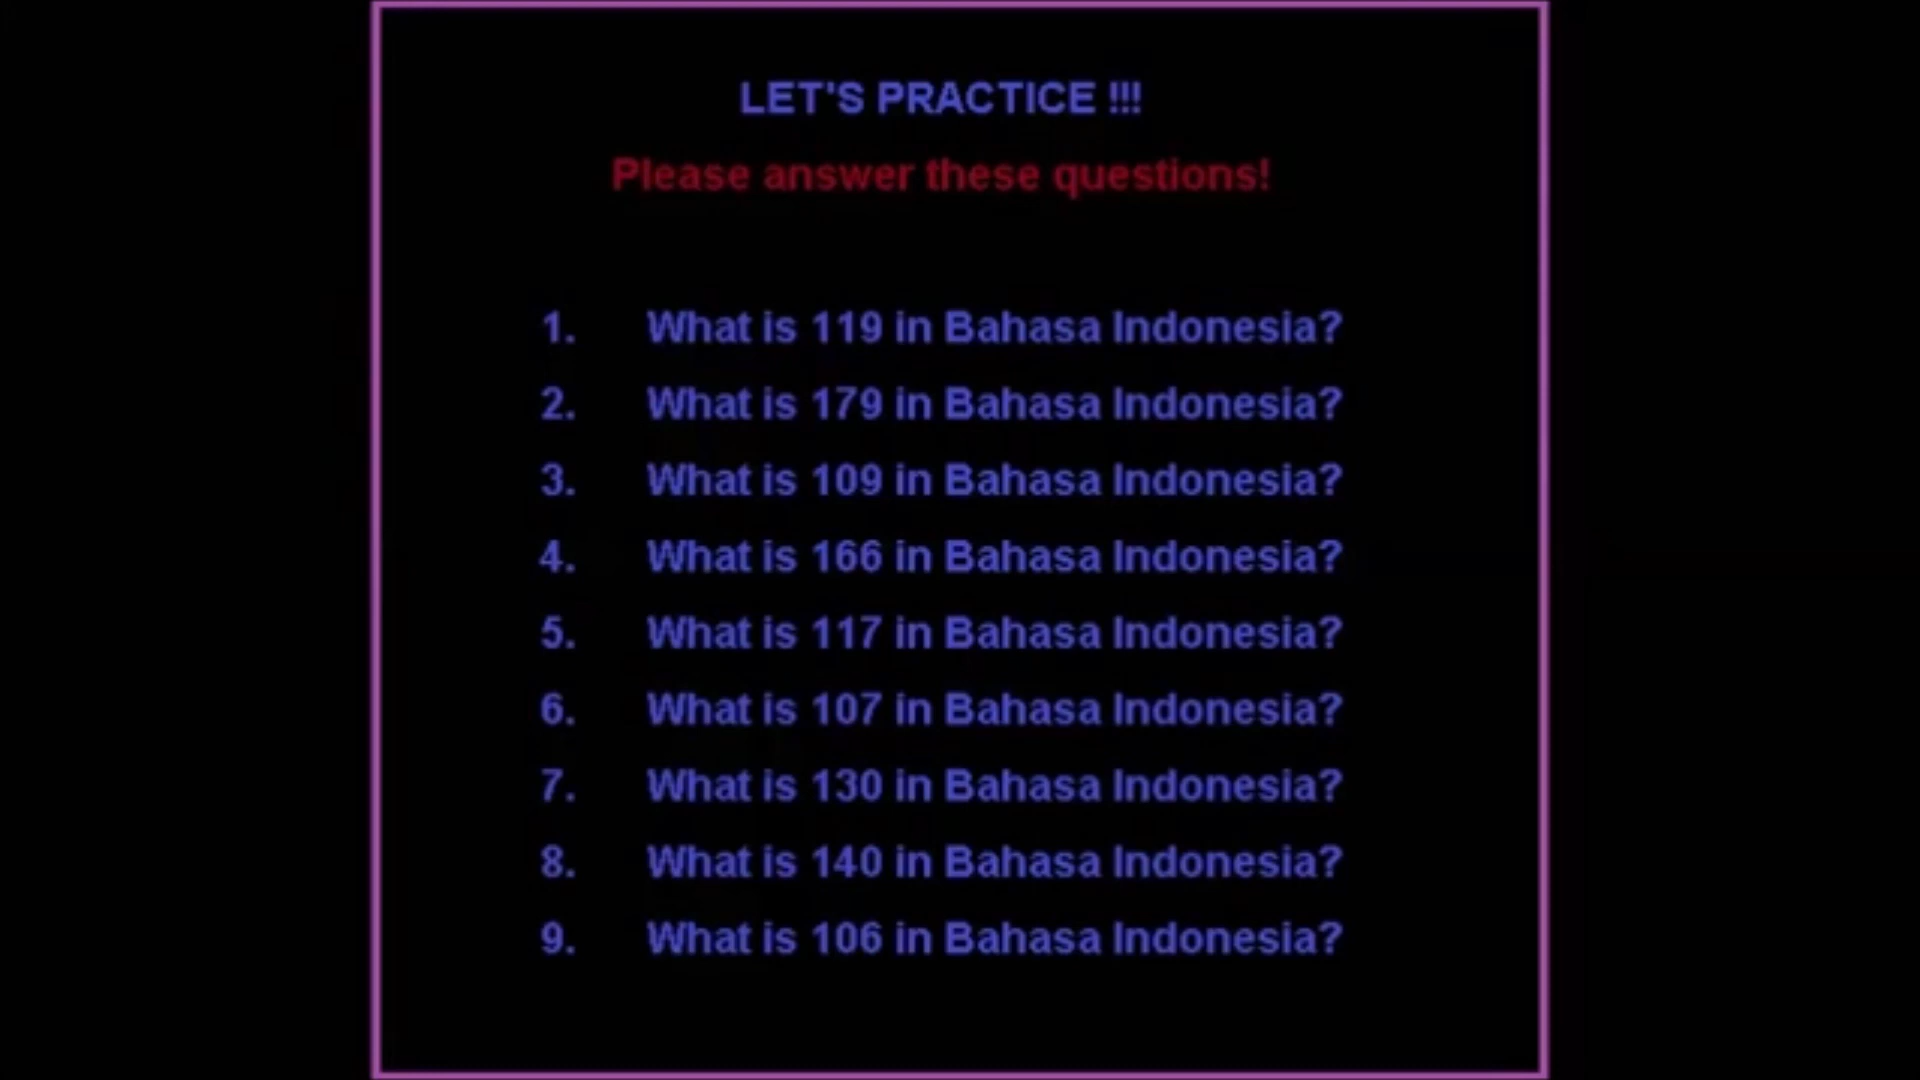 LET'S PRACTICE !!!
Please answer these questions!
1. What is 119 in Bahasa Indonesia?
2. What is 179 in Bahasa Indonesia?
3. What is 109 in Bahasa Indonesia?
4. What is 166 in Bahasa Indonesia?
5. What is 117 in Bahasa Indonesia?
6. What is 107 in Bahasa Indonesia?
7. What is 130 in Bahasa Indonesia?
8. What is 140 in Bahasa Indonesia?
9. What is 106 in Bahasa Indonesia?